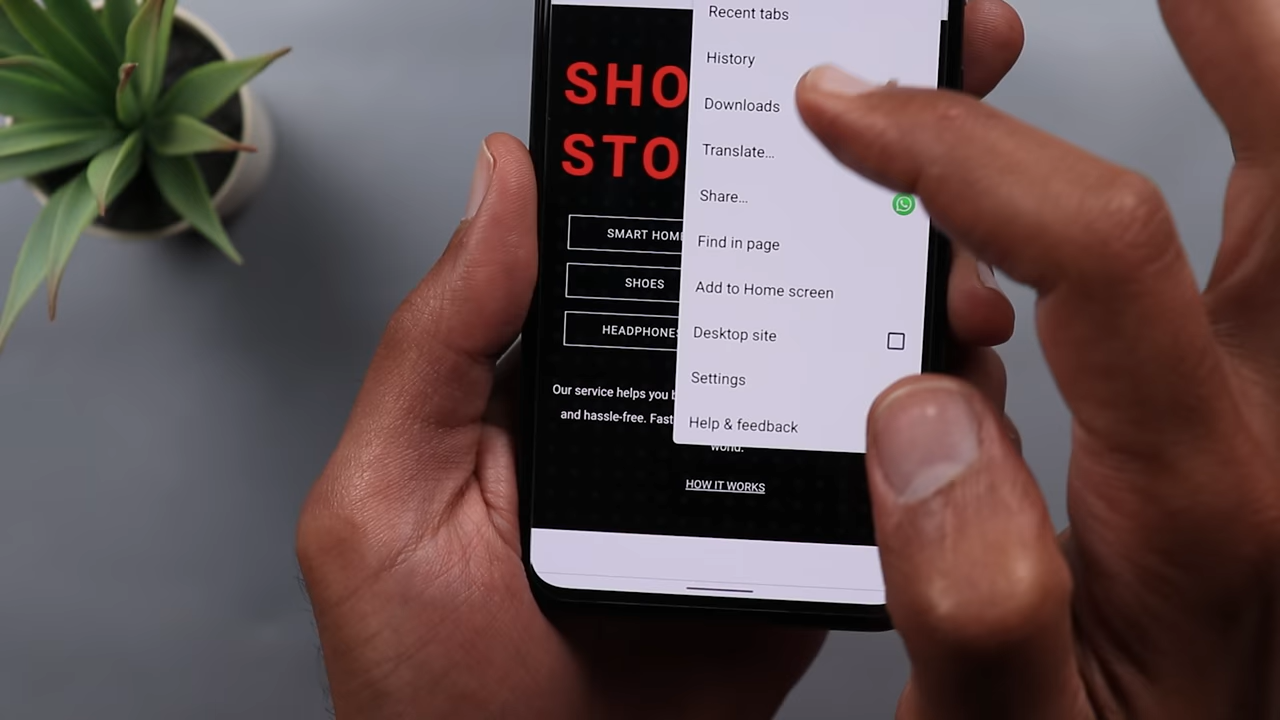 Recent tabs
History
Downloads
Translate...
Share...
Find in page
Add to Home screen
Desktop site
Settings
Help & feedback
SHO
STO
SMART HOM
SHOES
HEADPHONES
Our service helps you
and hassle-free. Fast
world.
HOW IT WORKS